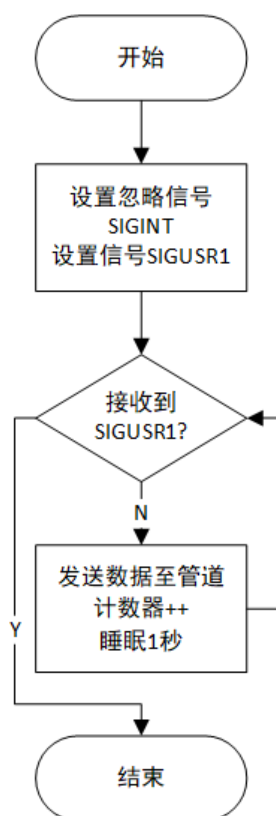 开始
设置忽略信号
SIGINT
设置信号SIGUSR1
接收到
SIGUSR1?
N
发送数据至管道
计数器++
睡眠1秒
Y
结束